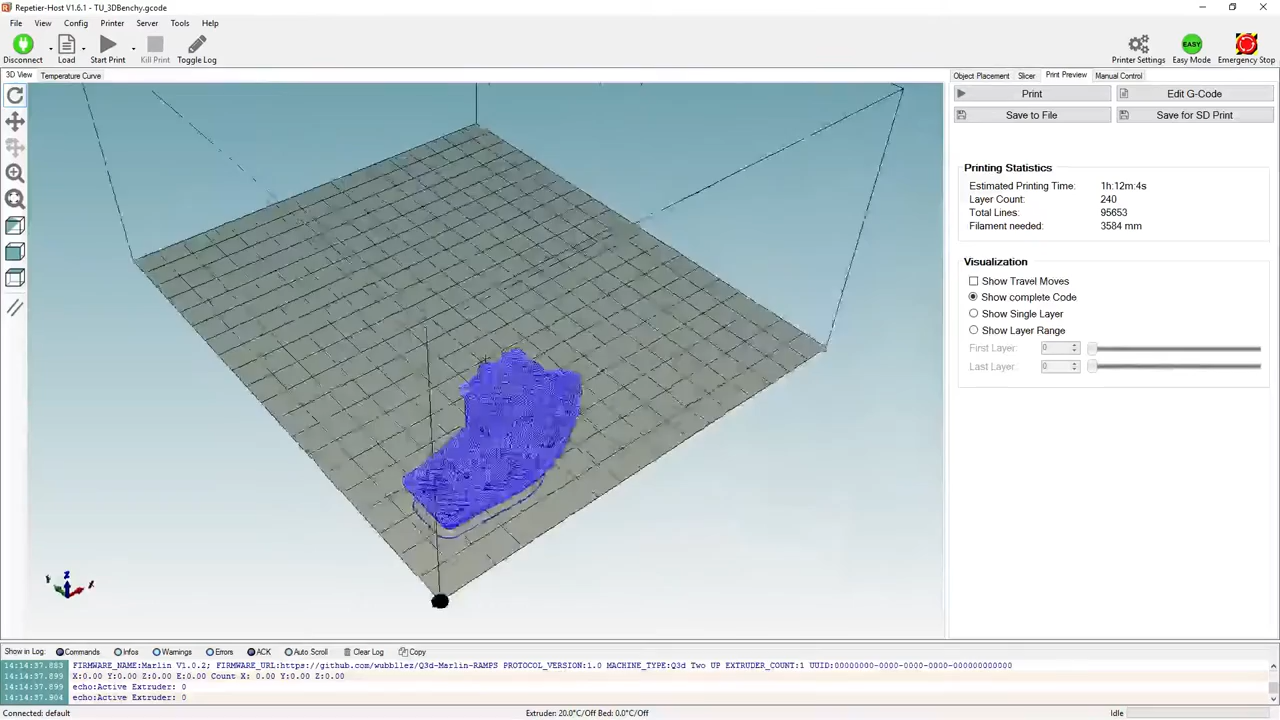 Repetier-Host V1.6.1 - TU_3DBenchy.gcode
File View Config Printer Server Tools Help
Disconnect Load Start Print Kill Print Toggle Log Printer Settings EASY Easy Mode Emergency Stop
3D View Temperature Curve
Object Placement Slicer Print Preview Manual Control
Print Edit G-Code
Save to File Save for SD Print
Printing Statistics
Estimated Printing Time: 1h:12m:4s
Layer Count: 240
Total Lines: 95653
Filament needed: 3584 mm
Visualization
Show Travel Moves
Show complete Code
Show Single Layer
Show Layer Range
First Layer: 0
Last Layer: 0
Show in Log: Commands Infos Warnings Errors ACK Auto Scroll Clear Log Copy
14:14:37.883 FIRMWARE_NAME:Marlin V1.0.2; FIRMWARE_URL:https://github.com/wubbllez/Q3d-Marlin-RAMPS PROTOCOL_VERSION:1.0 MACHINE_TYPE:Q3d Two UP EXTRUDER_COUNT:1 UUID:00000000-0000-0000-0000-000000000000
14:14:37.899 X:0.00 Y:0.00 Z:0.00 E:0.00 Count X: 0.00 Y:0.00 Z:0.00
14:14:37.899 echo:Active Extruder: 0
14:14:37.904 echo:Active Extruder: 0
Connected: default Extruder: 20.0°C/Off Bed: 0.0°C/Off Idle